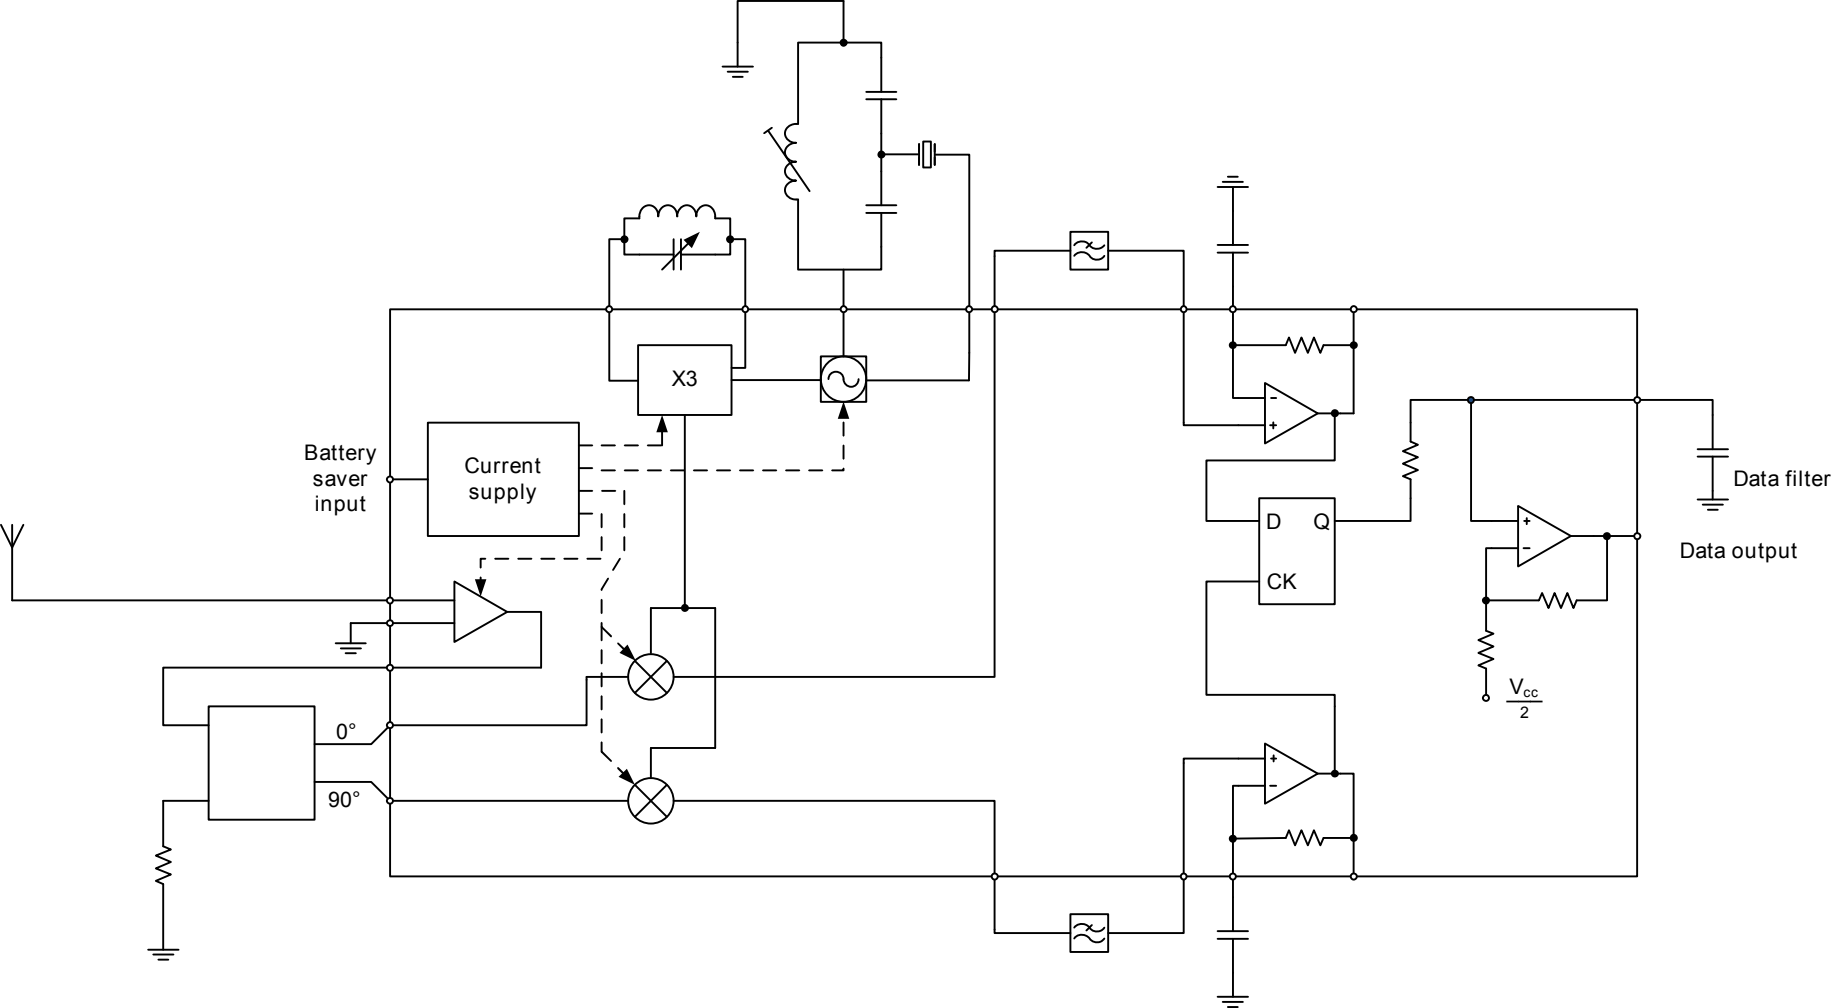 X3
Battery
saver
input
Current
supply
-
+
D
Q
CK
Data filter
+
-
Data output
Vcc
2
0°
90°
+
-